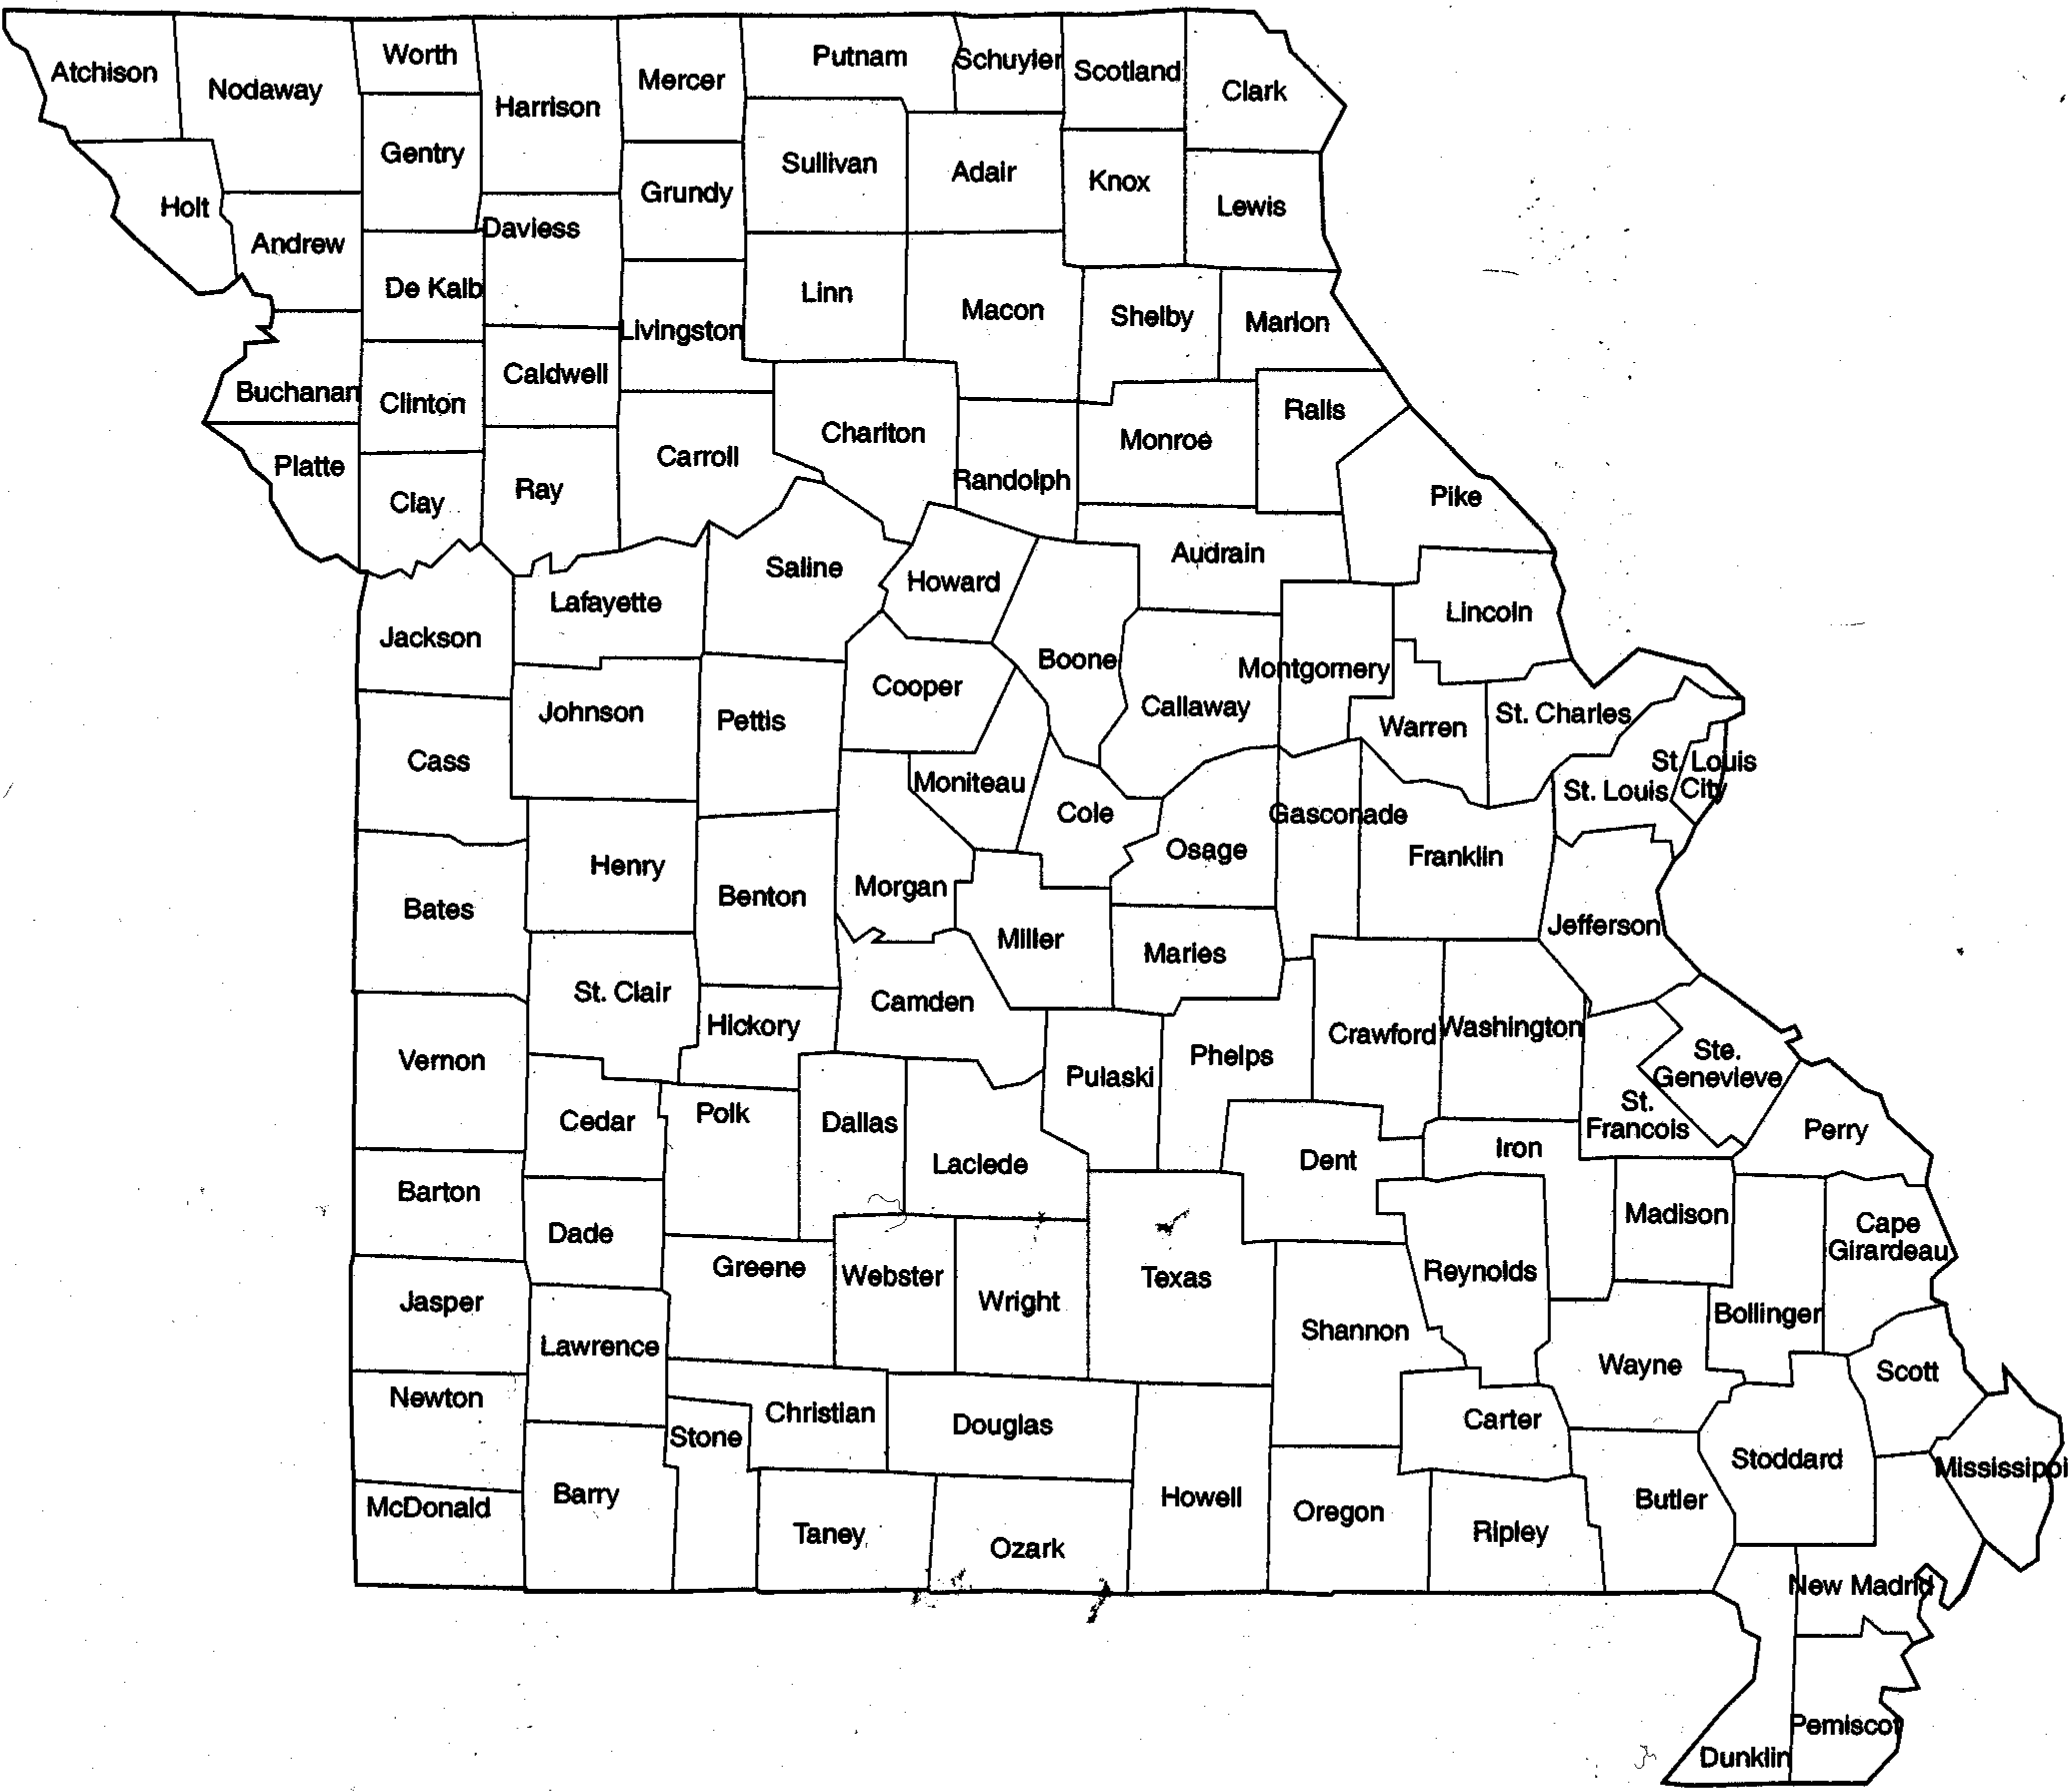 Atchison
Nodaway
Worth
Harrison
Mercer
Putnam
Schuyler
Scotland
Clark
Gentry
Holt
Andrew
Daviess
Grundy
Sullivan
Adair
Knox
Lewis
De Kalb
Livingston
Linn
Macon
Shelby
Marion
Buchanan
Clinton
Caldwell
Carroll
Chariton
Randolph
Monroe
Ralls
Platte
Clay
Ray
Pike
Saline
Howard
Audrain
Jackson
Lafayette
Boone
Lincoln
Montgomery
Cooper
Callaway
Warren
St. Charles
Cass
Johnson
Pettis
Moniteau
Cole
Osage
Gasconade
Franklin
St. Louis
St. Louis
City
Bates
Henry
Benton
Morgan
Miller
Maries
Jefferson
St. Clair
Hickory
Camden
Pulaski
Phelps
Crawford
Washington
Ste.
Genevieve
St.
Francois
Perry
Vernon
Cedar
Polk
Dallas
Laclede
Dent
Iron
Madison
Cape
Girardeau
Barton
Dade
Greene
Webster
Wright
Texas
Shannon
Reynolds
Bollinger
Jasper
Lawrence
Wayne
Scott
Newton
Stone
Christian
Douglas
Carter
Stoddard
Mississippi
McDonald
Barry
Taney
Ozark
Howell
Oregon
Ripley
Butler
New Madrid
Pemiscot
Dunklin